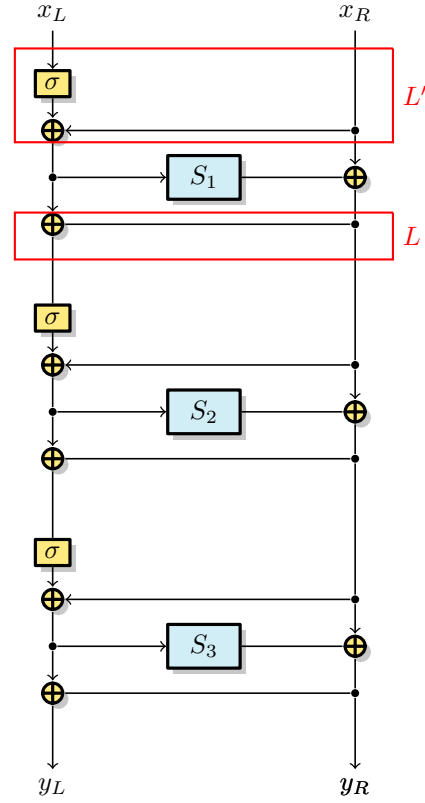 $x_L$ $x_R$
σ
L′
$S_1$
L
σ
$S_2$
σ
$S_3$
$y_L$ $y_R$